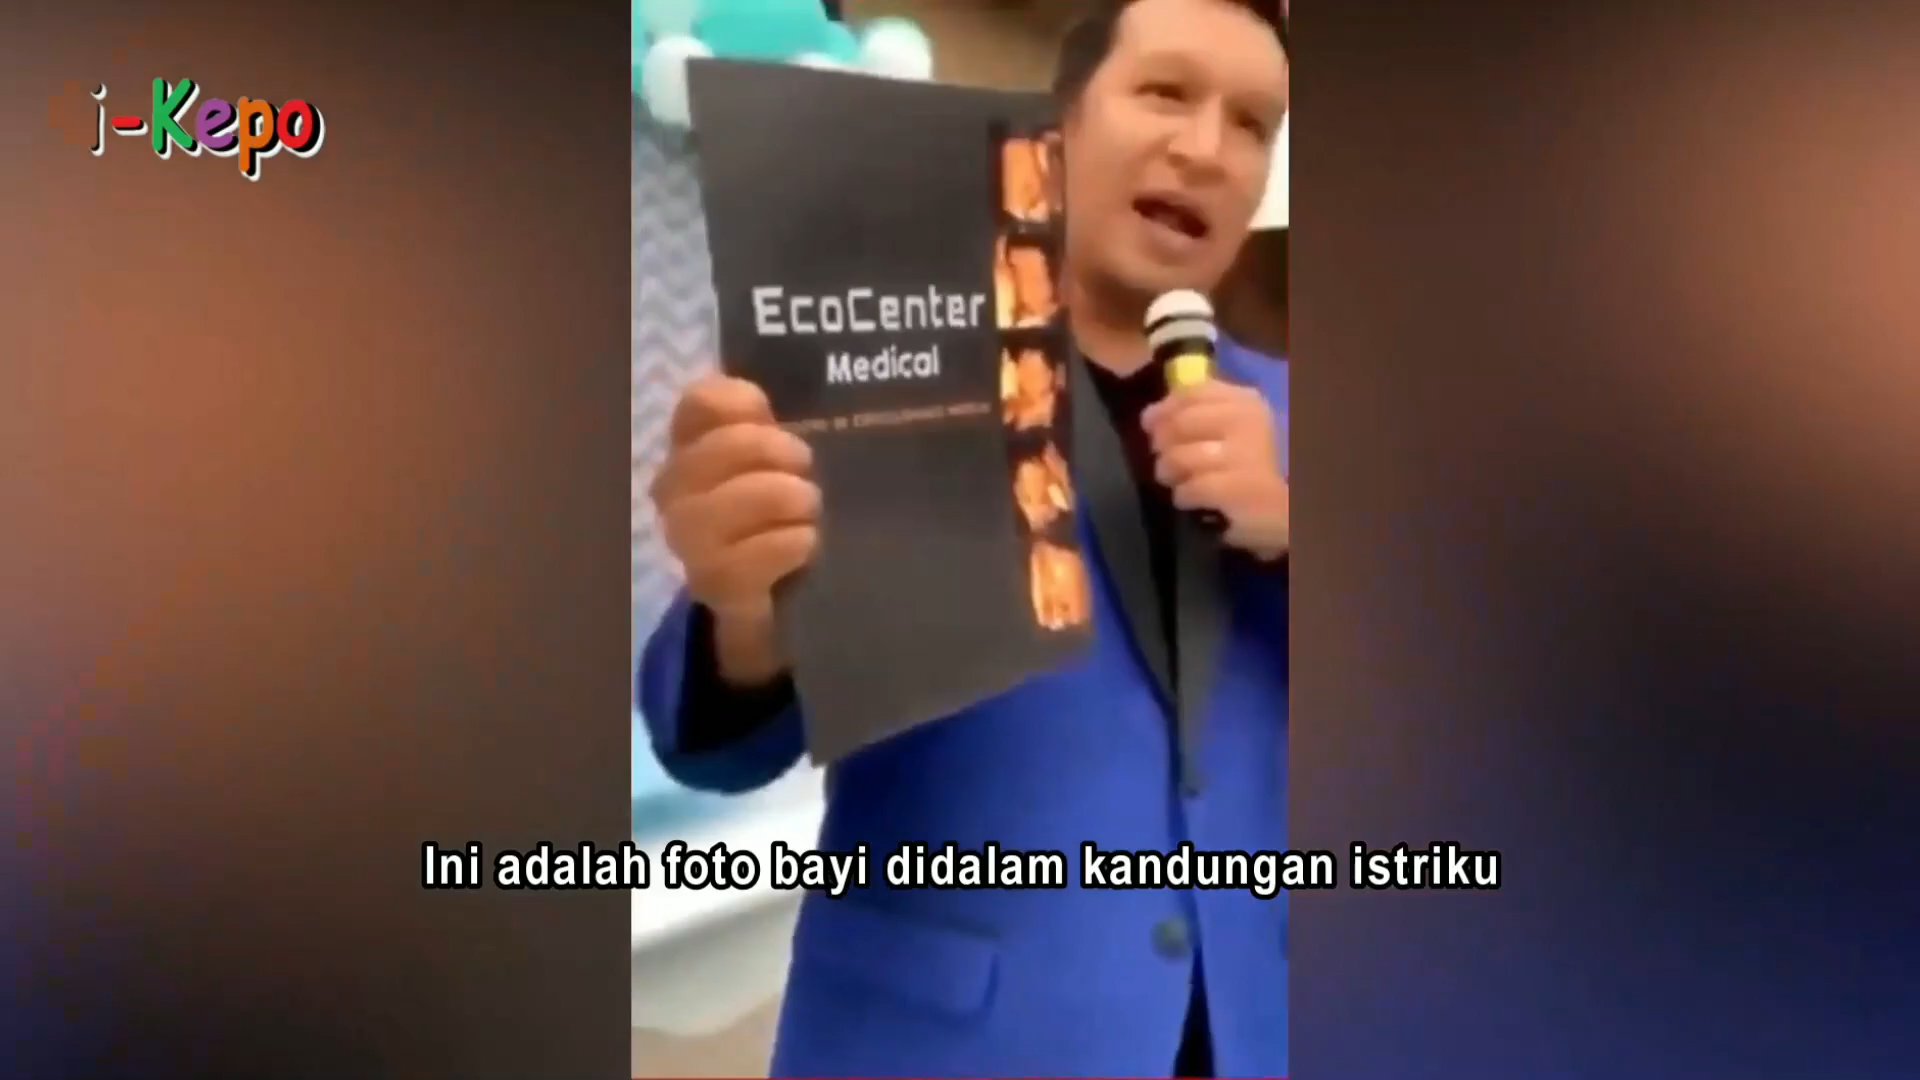 i-Kepo
EcoCenter
Medical
Ini adalah foto bayi didalam kandungan istriku